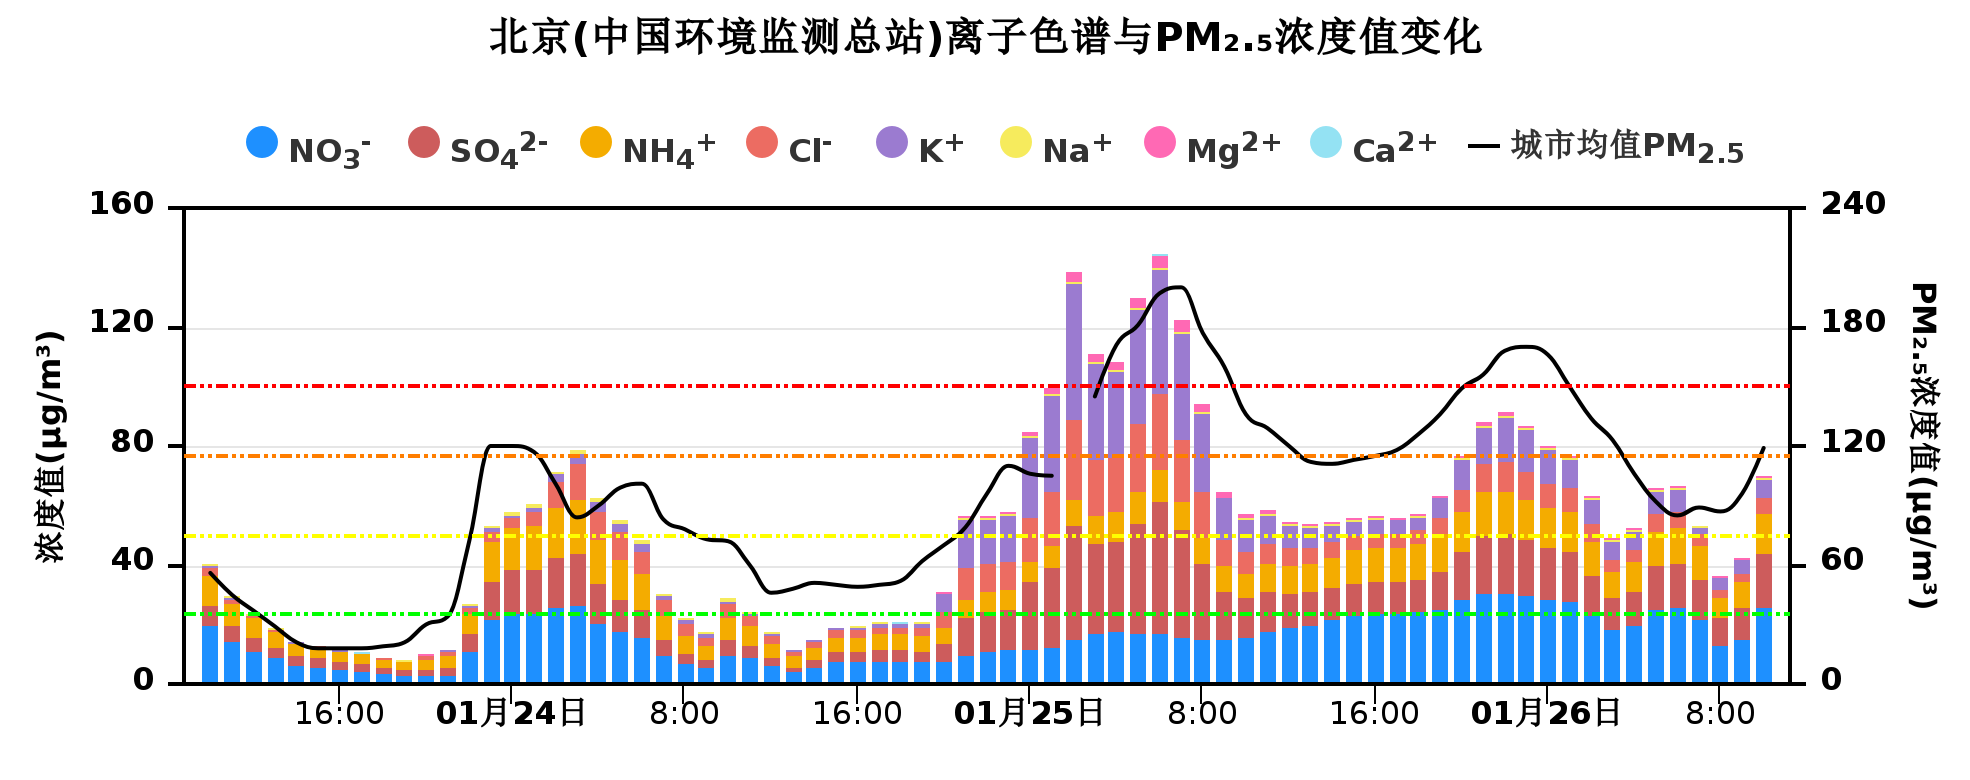 北京(中国环境监测总站)离子色谱与PM₂.₅浓度值变化
NO₃⁻ SO₄²⁻ NH₄⁺ Cl⁻ K⁺ Na⁺ Mg²⁺ Ca²⁺ 城市均值PM₂.₅
160
120
80
40
0
浓度值(μg/m³)
240
180
120
60
0
PM₂.₅浓度值(μg/m³)
16:00 01月24日 8:00 16:00 01月25日 8:00 16:00 01月26日 8:00